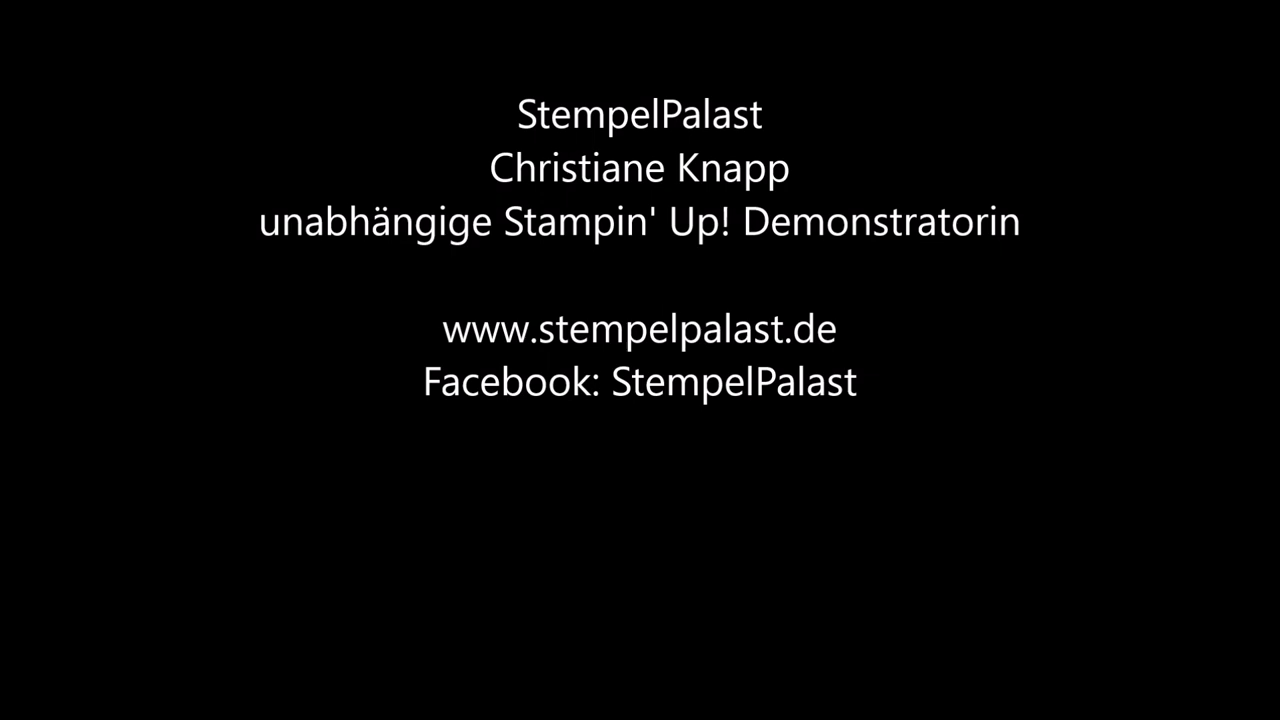 StempelPalast
Christiane Knapp
unabhängige Stampin' Up! Demonstratorin
www.stempelpalast.de
Facebook: StempelPalast